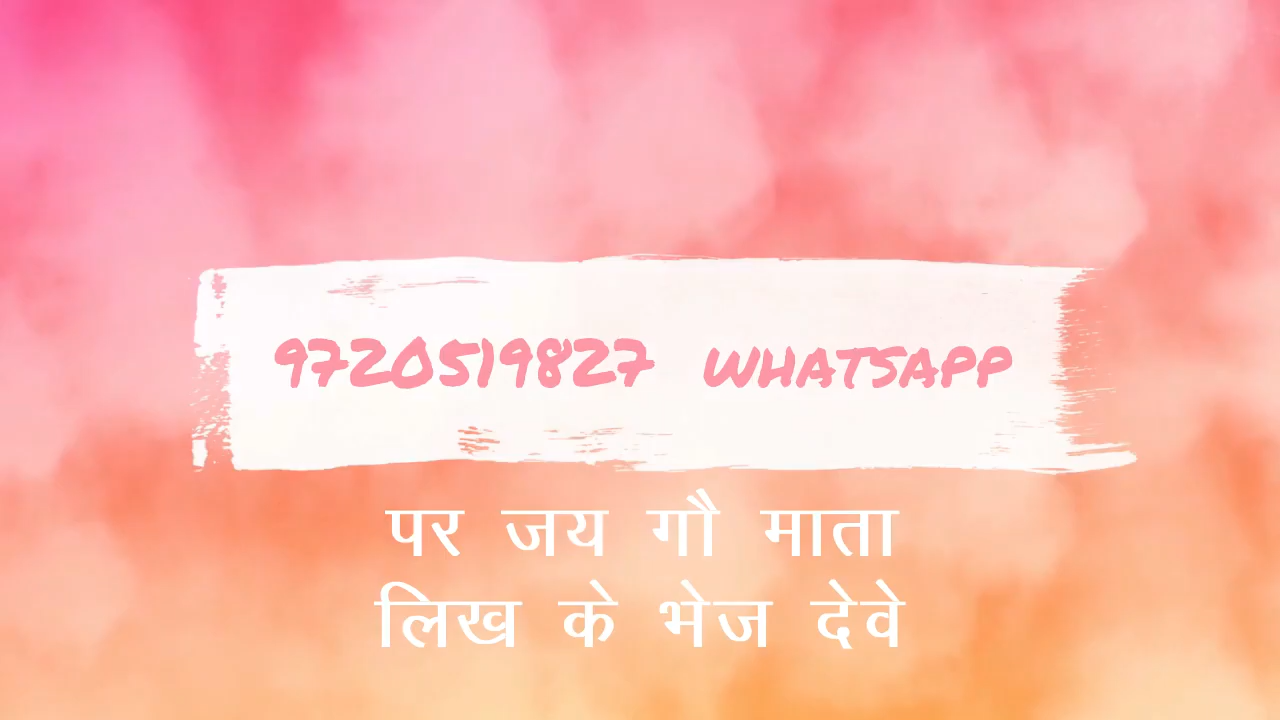 9720519827 WHATSAPP
पर जय गौ माता
लिख के भेज देवे